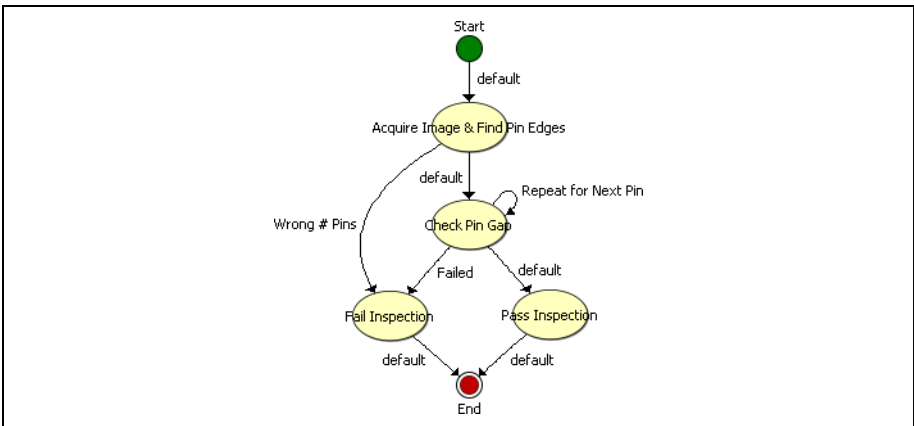 Start
default
Acquire Image & Find Pin Edges
default
Repeat for Next Pin
Wrong # Pins
Check Pin Gap
Failed
default
Fail Inspection
Pass Inspection
default
default
End